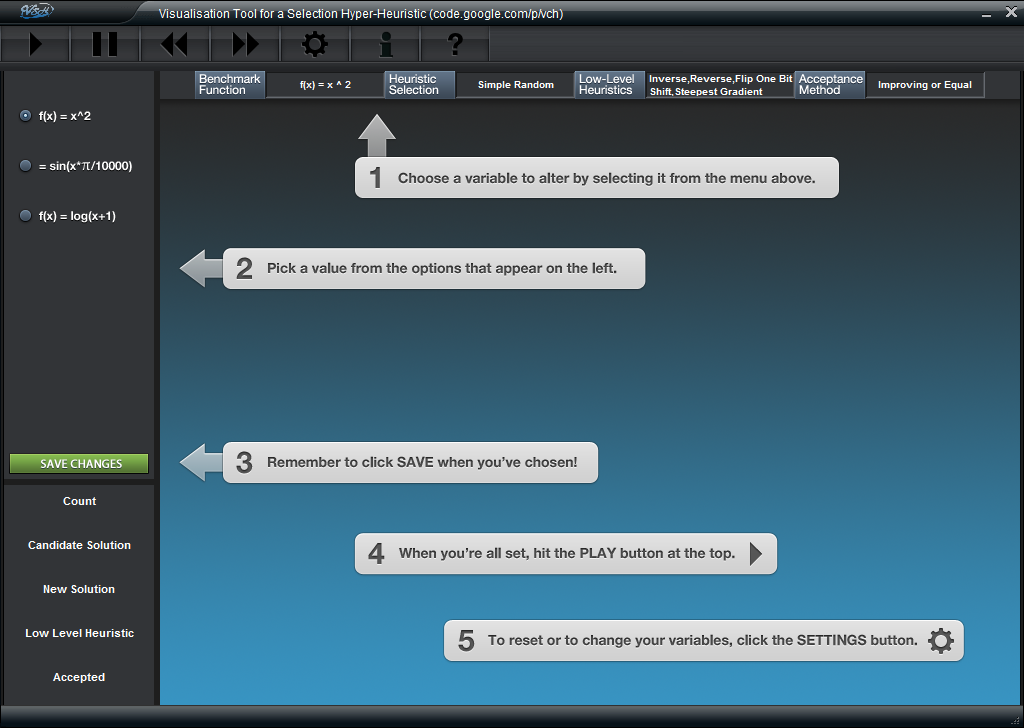 Visualisation Tool for a Selection Hyper-Heuristic (code.google.com/p/vch)
Benchmark Function
f(x) = x ^ 2
Heuristic Selection
Simple Random
Low-Level Heuristics
Inverse,Reverse,Flip One Bit
Shift,Steepest Gradient
Acceptance Method
Improving or Equal
f(x) = x^2
= sin(x*π/10000)
f(x) = log(x+1)
1 Choose a variable to alter by selecting it from the menu above.
2 Pick a value from the options that appear on the left.
3 Remember to click SAVE when you've chosen!
SAVE CHANGES
Count
Candidate Solution
New Solution
Low Level Heuristic
Accepted
4 When you're all set, hit the PLAY button at the top.
5 To reset or to change your variables, click the SETTINGS button.